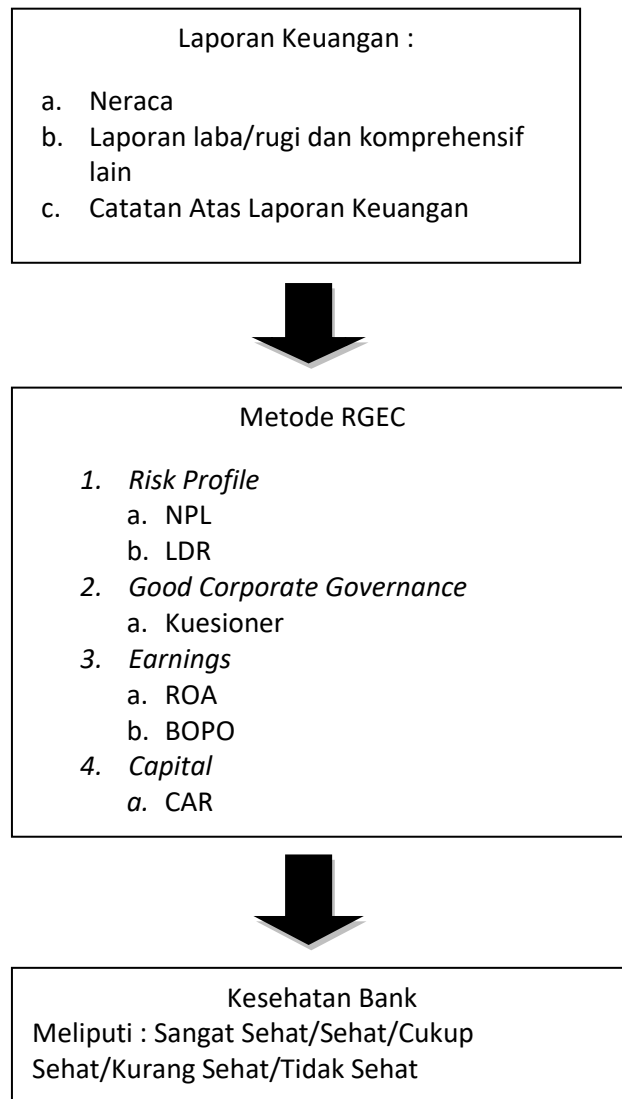 Laporan Keuangan :
a. Neraca
b. Laporan laba/rugi dan komprehensif
lain
c. Catatan Atas Laporan Keuangan
Metode RGEC
1. Risk Profile
a. NPL
b. LDR
2. Good Corporate Governance
a. Kuesioner
3. Earnings
a. ROA
b. BOPO
4. Capital
a. CAR
Kesehatan Bank
Meliputi : Sangat Sehat/Sehat/Cukup
Sehat/Kurang Sehat/Tidak Sehat